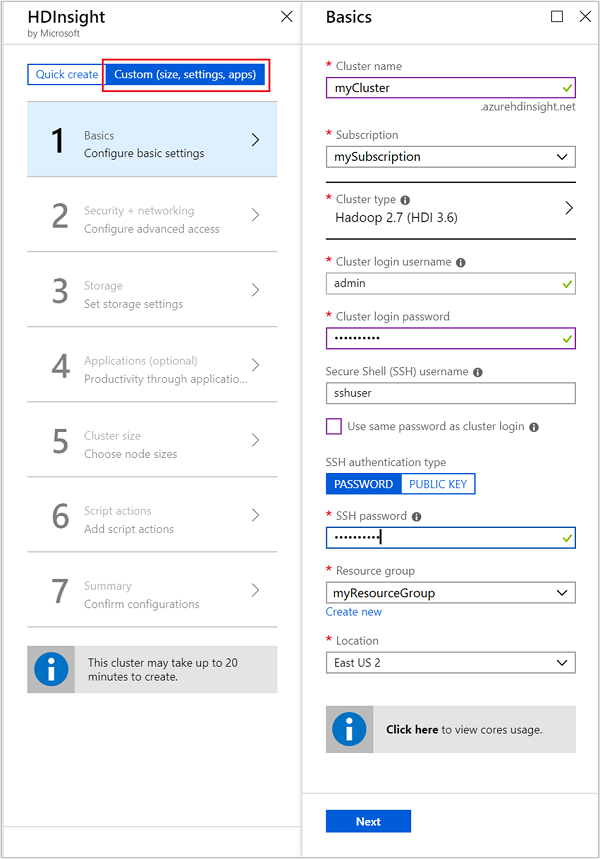 HDInsight
by Microsoft
Quick create
Custom (size, settings, apps)
1
Basics
Configure basic settings
2
Security + networking
Configure advanced access
3
Storage
Set storage settings
4
Applications (optional)
Productivity through applicatio...
5
Cluster size
Choose node sizes
6
Script actions
Add script actions
7
Summary
Confirm configurations
This cluster may take up to 20
minutes to create.
Basics
* Cluster name
myCluster
.azurehdinsight.net
* Subscription
mySubscription
* Cluster type
Hadoop 2.7 (HDI 3.6)
* Cluster login username
admin
* Cluster login password
••••••••••
Secure Shell (SSH) username
sshuser
Use same password as cluster login
SSH authentication type
PASSWORD
PUBLIC KEY
* SSH password
••••••••••
* Resource group
myResourceGroup
Create new
* Location
East US 2
Click here to view cores usage.
Next